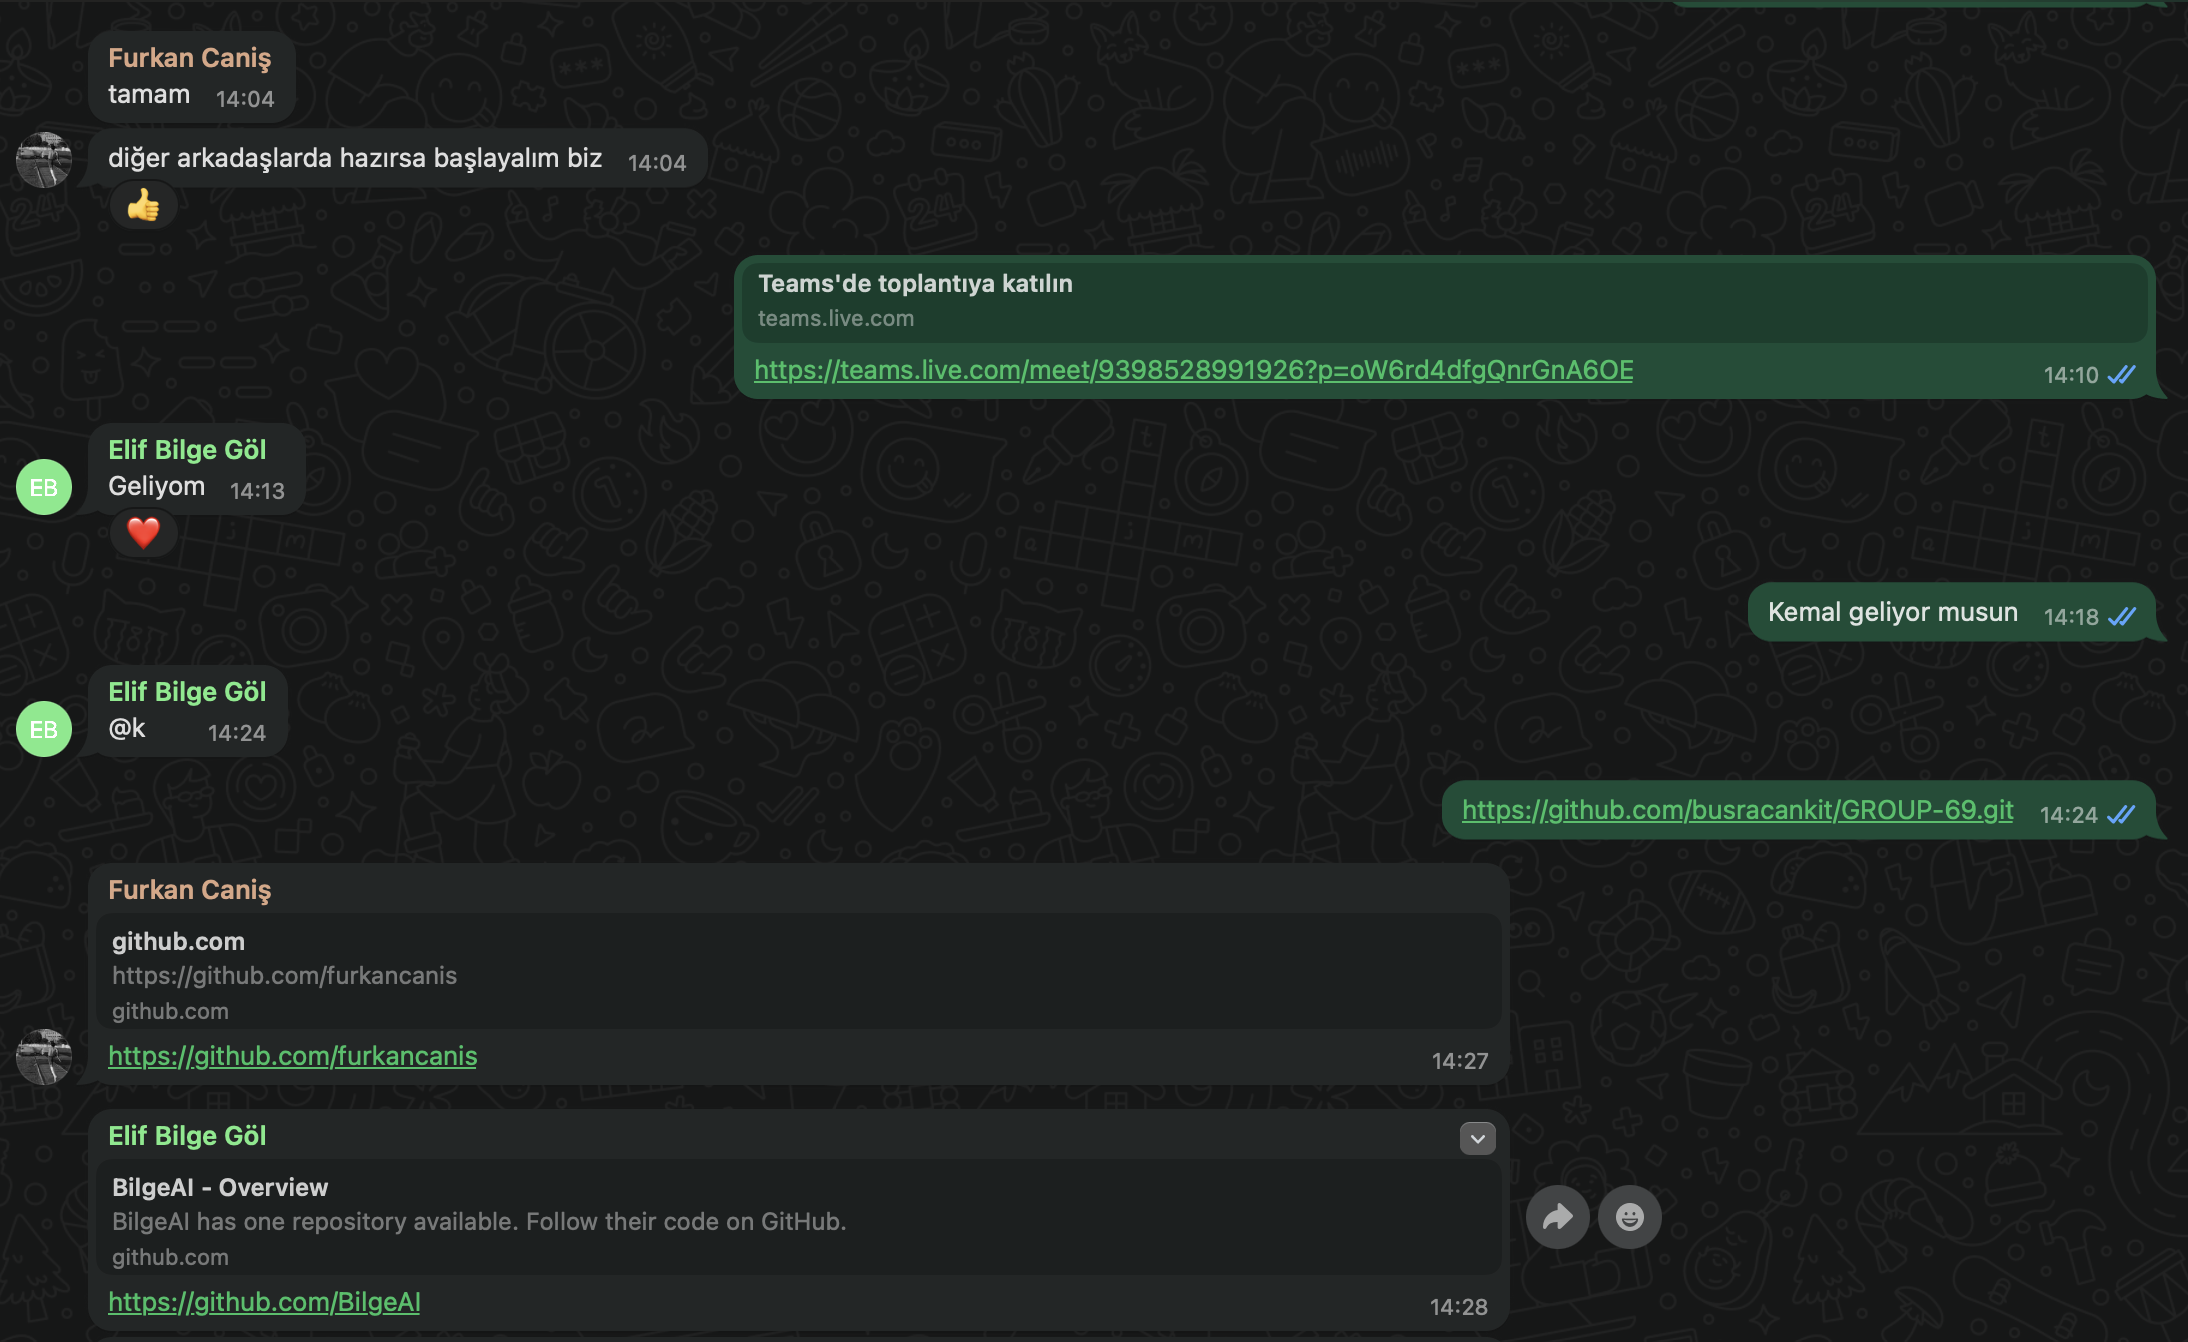 Furkan Caniş
tamam 14:04
diğer arkadaşlarda hazırsa başlayalım biz 14:04
Teams'de toplantıya katılın
teams.live.com
https://teams.live.com/meet/9398528991926?p=oW6rd4dfgQnrGnA6OE 14:10
Elif Bilge Göl
EB
Geliyom 14:13
Kemal geliyor musun 14:18
Elif Bilge Göl
EB
@k 14:24
https://github.com/busracankit/GROUP-69.git 14:24
Furkan Caniş
github.com
https://github.com/furkancanis
github.com
https://github.com/furkancanis 14:27
Elif Bilge Göl
BilgeAI - Overview
BilgeAI has one repository available. Follow their code on GitHub.
github.com
https://github.com/BilgeAI 14:28